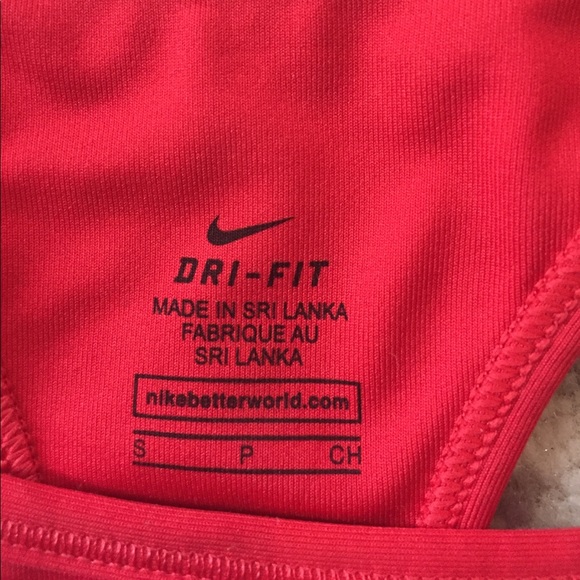 DRI-FIT
MADE IN SRI LANKA
FABRIQUE AU
SRI LANKA
nikebetterworld.com
S P CH